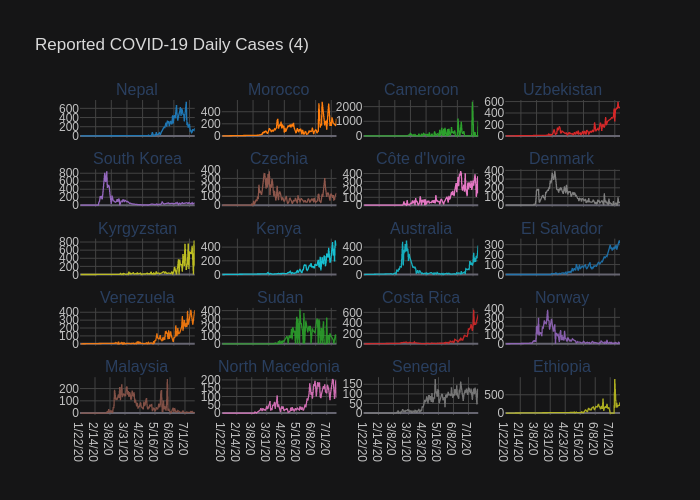 Reported COVID-19 Daily Cases (4)
Nepal Morocco Cameroon Uzbekistan
600 400 200 0
400 200 0
2000 1000 0
600 400 200 0
South Korea Czechia Côte d'Ivoire Denmark
800 600 400 200 0
400 300 200 100 0
400 300 200 100 0
400 300 200 100 0
Kyrgyzstan Kenya Australia El Salvador
800 600 400 200 0
400 200 0
400 200 0
300 200 100 0
Venezuela Sudan Costa Rica Norway
400 300 200 100 0
400 300 200 100 0
600 400 200 0
400 300 200 100 0
Malaysia North Macedonia Senegal Ethiopia
200 100 0
200 150 100 50 0
150 100 50 0
500 0
1/22/20 2/14/20 3/8/20 3/31/20 4/23/20 5/16/20 6/8/20 7/1/20
1/22/20 2/14/20 3/8/20 3/31/20 4/23/20 5/16/20 6/8/20 7/1/20
1/22/20 2/14/20 3/8/20 3/31/20 4/23/20 5/16/20 6/8/20 7/1/20
1/22/20 2/14/20 3/8/20 3/31/20 4/23/20 5/16/20 6/8/20 7/1/20